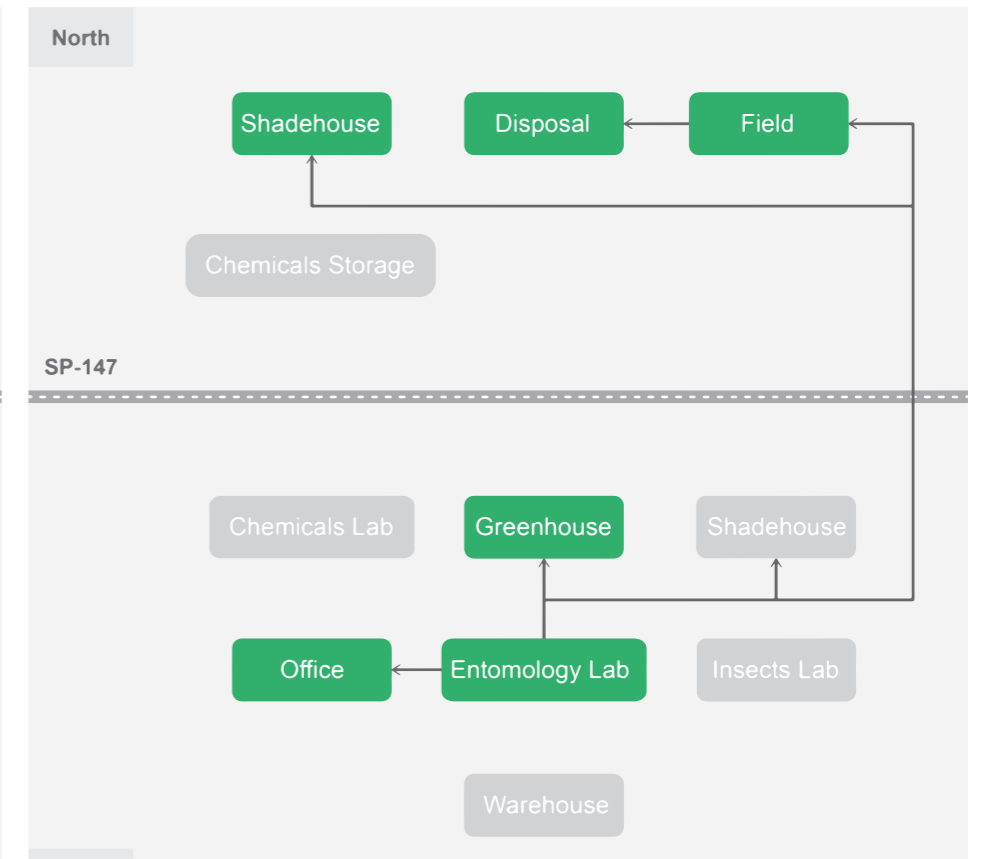 North
Shadehouse
Disposal
Field
Chemicals Storage
SP-147
Chemicals Lab
Greenhouse
Shadehouse
Office
Entomology Lab
Insects Lab
Warehouse